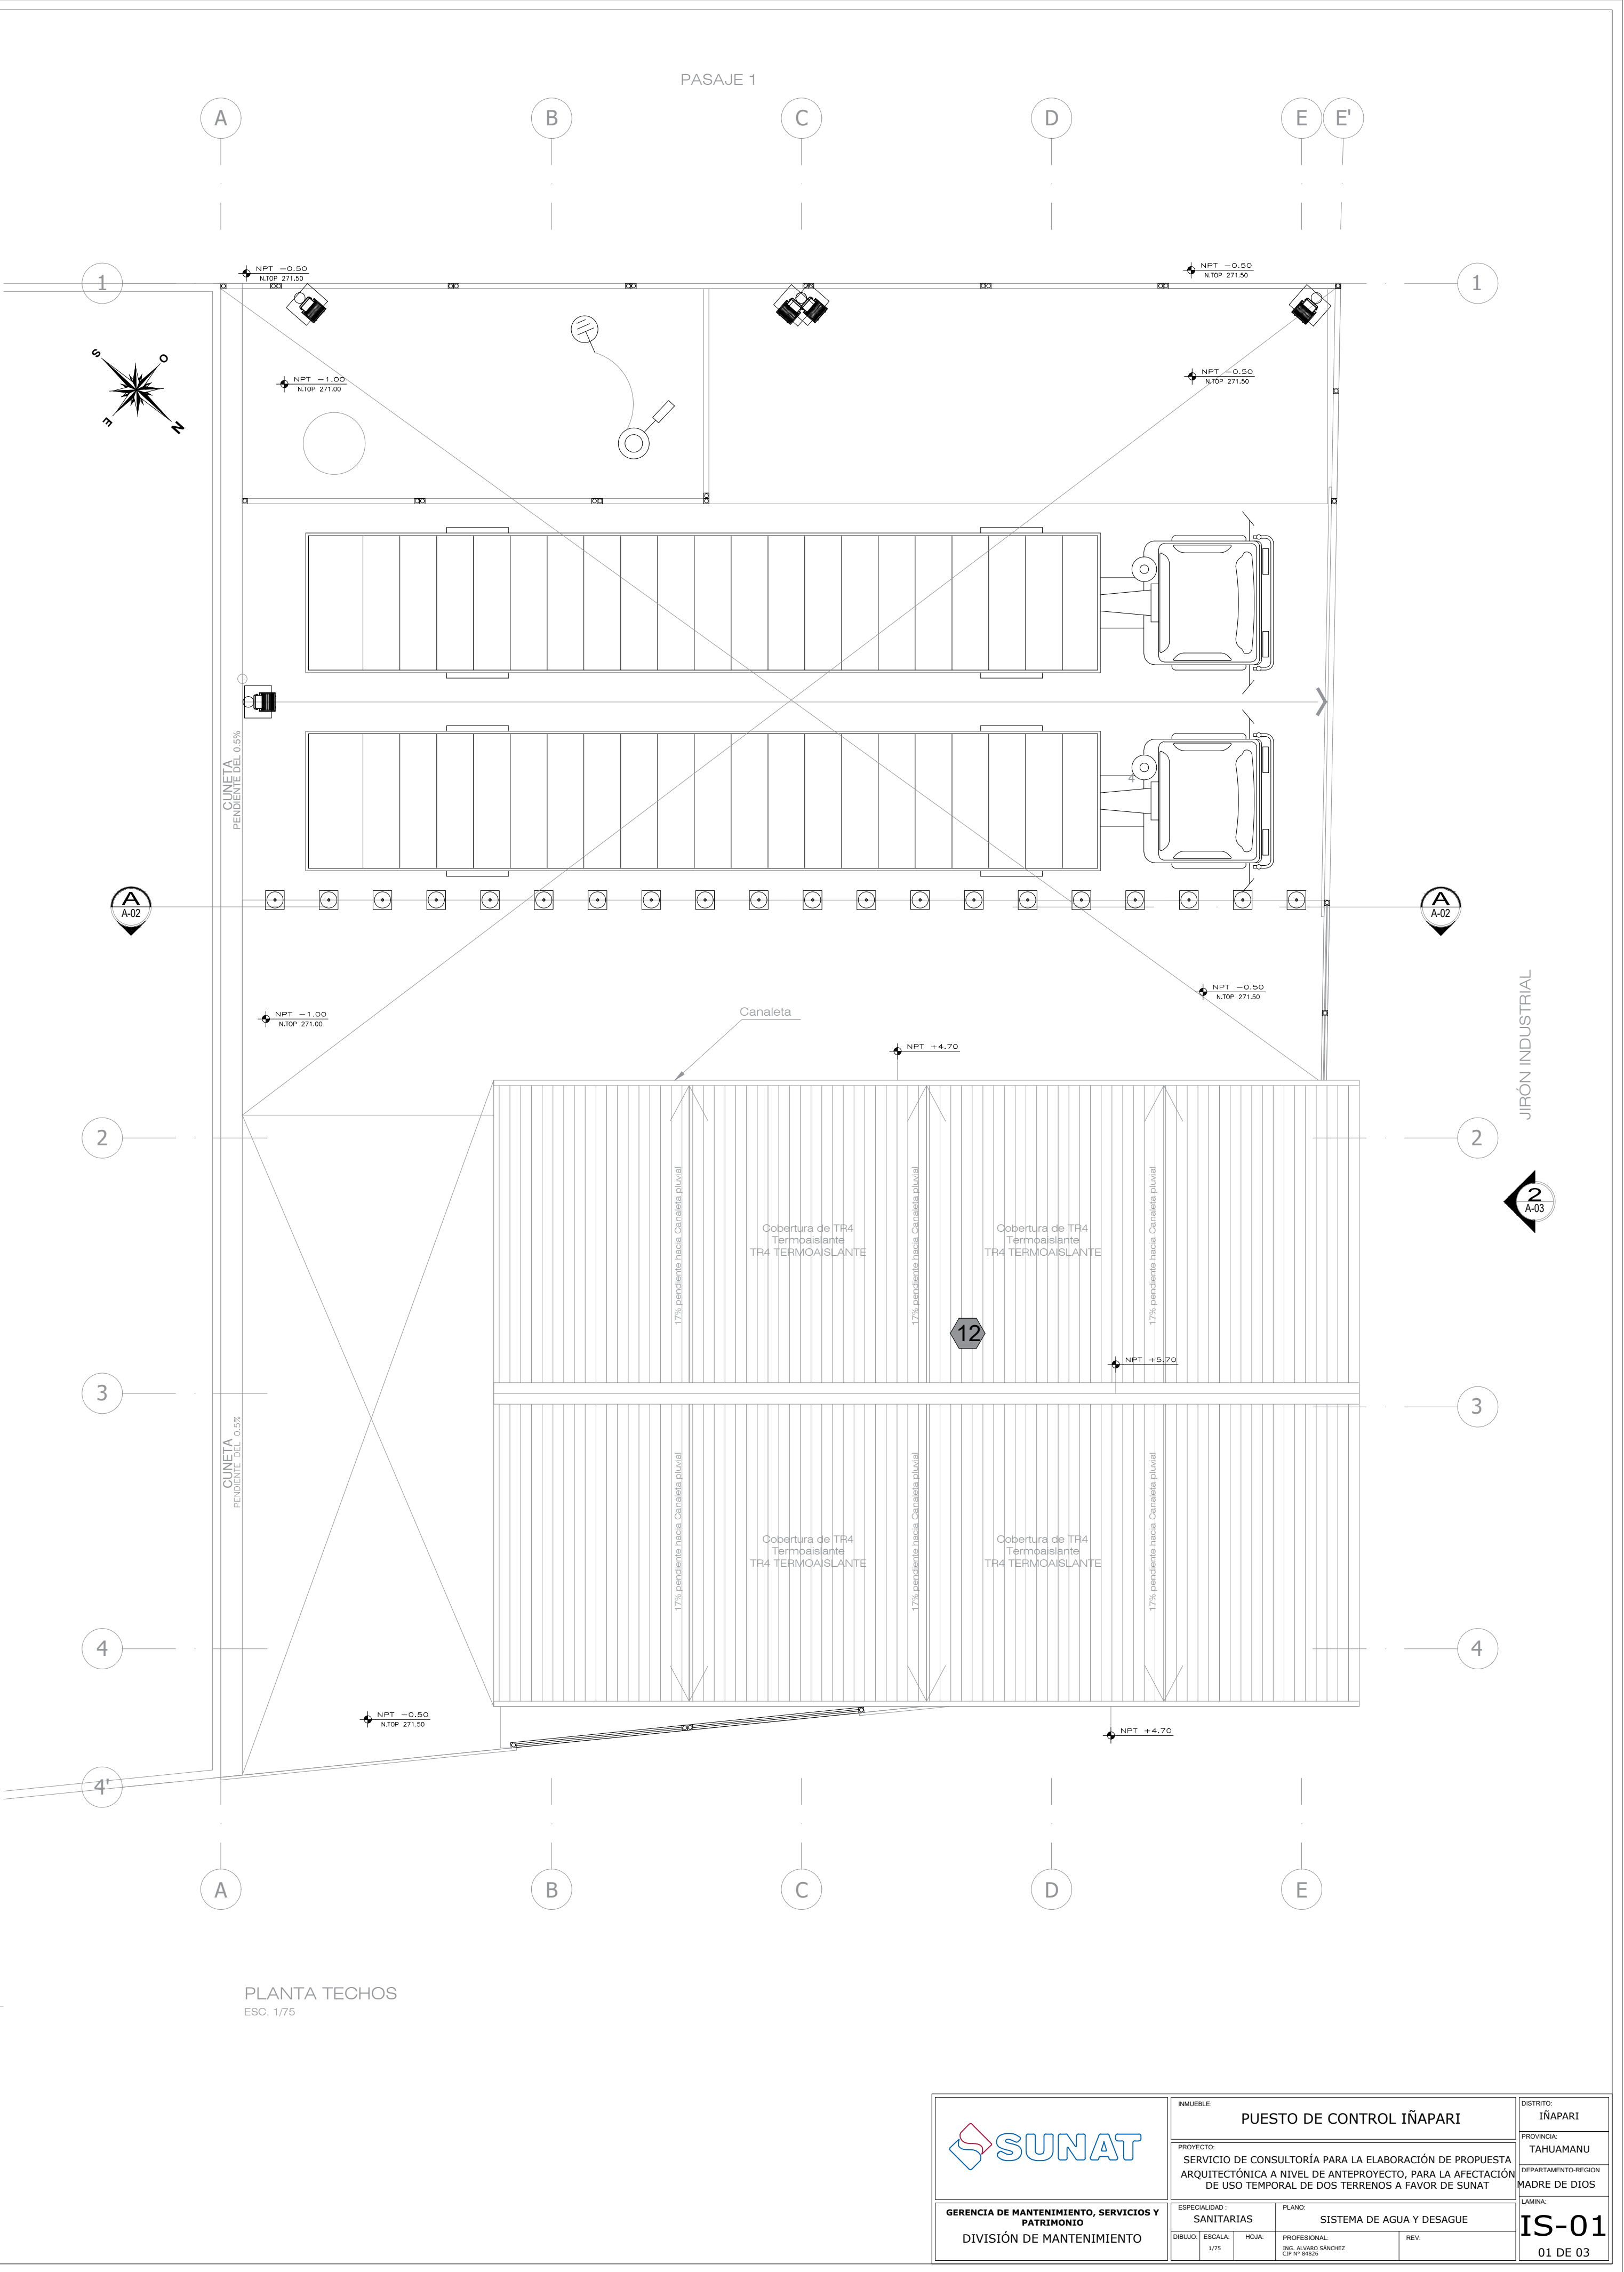 PASAJE 1
A
B
C
D
E
E'
1
NPT -0.50
N.TOP 271.50
NPT -0.50
N.TOP 271.50
1
S
O
E
N
NPT -1.00
N.TOP 271.00
NPT -0.50
N.TOP 271.50
CUNETA
PENDIENTE DEL 0.5%
4
A
A-02
A
A-02
NPT -0.50
N.TOP 271.50
NPT -1.00
N.TOP 271.00
Canaleta
NPT +4.70
JIRÓN INDUSTRIAL
2
2
2
A-03
17% pendiente hacia Canaleta pluvial
Cobertura de TR4
Termoaislante
TR4 TERMOAISLANTE
17% pendiente hacia Canaleta pluvial
Cobertura de TR4
Termoaislante
TR4 TERMOAISLANTE
17% pendiente hacia Canaleta pluvial
12
NPT +5.70
3
3
CUNETA
PENDIENTE DEL 0.5%
17% pendiente hacia Canaleta pluvial
Cobertura de TR4
Termoaislante
TR4 TERMOAISLANTE
17% pendiente hacia Canaleta pluvial
Cobertura de TR4
Termoaislante
TR4 TERMOAISLANTE
17% pendiente hacia Canaleta pluvial
4
4
NPT -0.50
N.TOP 271.50
NPT +4.70
4'
A
B
C
D
E
PLANTA TECHOS
ESC. 1/75
SUNAT
GERENCIA DE MANTENIMIENTO, SERVICIOS Y
PATRIMONIO
DIVISIÓN DE MANTENIMIENTO
INMUEBLE:
PUESTO DE CONTROL IÑAPARI
PROYECTO:
SERVICIO DE CONSULTORÍA PARA LA ELABORACIÓN DE PROPUESTA
ARQUITECTÓNICA A NIVEL DE ANTEPROYECTO, PARA LA AFECTACIÓN
DE USO TEMPORAL DE DOS TERRENOS A FAVOR DE SUNAT
ESPECIALIDAD :
SANITARIAS
PLANO:
SISTEMA DE AGUA Y DESAGUE
DIBUJO:
ESCALA:
1/75
HOJA:
PROFESIONAL:
ING. ALVARO SÁNCHEZ
CIP Nº 84826
REV:
DISTRITO:
IÑAPARI
PROVINCIA:
TAHUAMANU
DEPARTAMENTO-REGION
MADRE DE DIOS
LAMINA:
IS-01
01 DE 03